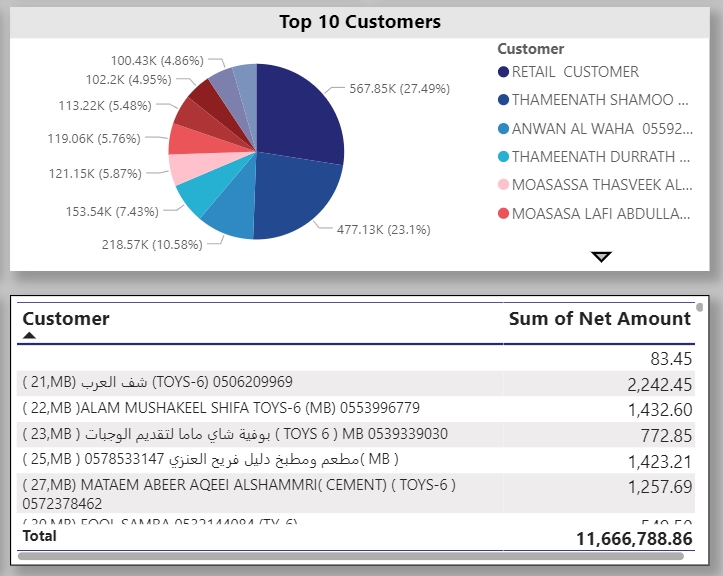 Top 10 Customers
Customer
100.43K (4.86%)
102.2K (4.95%)
113.22K (5.48%)
119.06K (5.76%)
121.15K (5.87%)
153.54K (7.43%)
218.57K (10.58%)
567.85K (27.49%)
477.13K (23.1%)
RETAIL CUSTOMER
THAMEENATH SHAMOO ...
ANWAN AL WAHA 05592...
THAMEENATH DURRATH ...
MOASASSA THASVEEK AL...
MOASASA LAFI ABDULLA...
Customer Sum of Net Amount
83.45
( 21,MB) شف العرب (TOYS-6) 0506209969 2,242.45
( 22,MB )ALAM MUSHAKEEL SHIFA TOYS-6 (MB) 0553996779 1,432.60
( 23,MB ) بوفية شاي ماما لتقديم الوجبات ( TOYS 6 ) MB 0539339030 772.85
( 25,MB ) 0578533147 مطعم ومطبخ دليل فريح العنزي( MB ) 1,423.21
( 27,MB) MATAEM ABEER AQEEI ALSHAMMRI( CEMENT) ( TOYS-6 ) 1,257.69
0572378462
Total 11,666,788.86